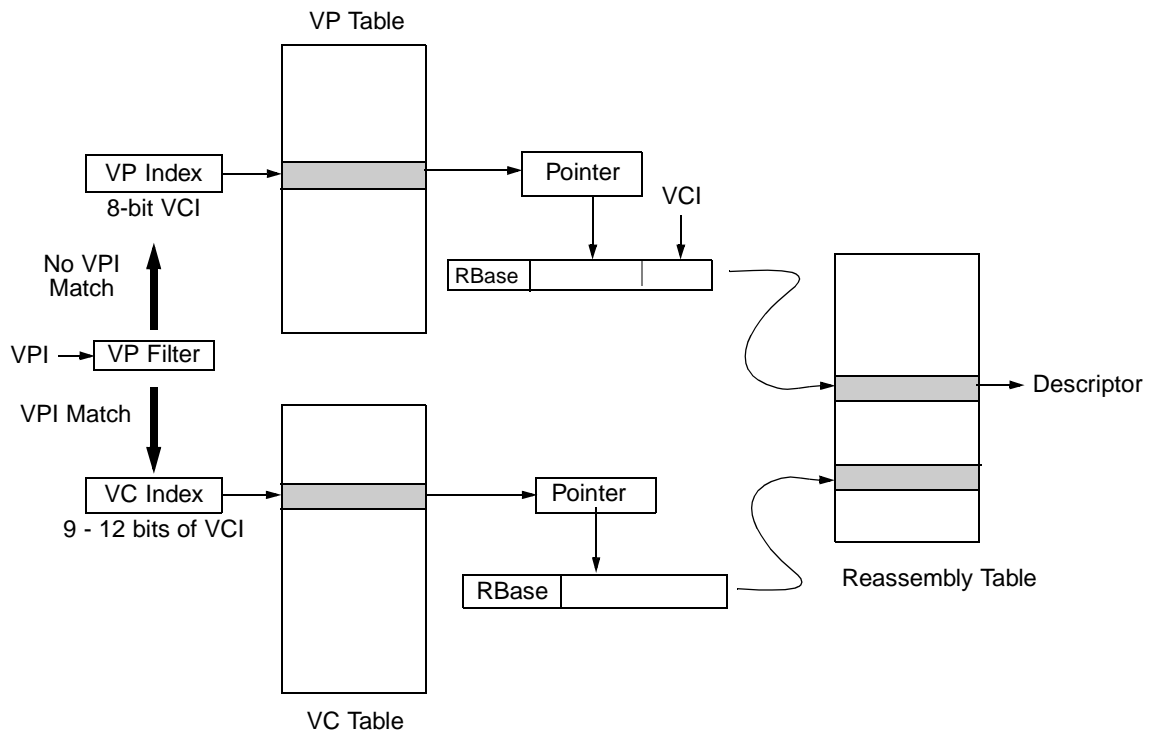 VP Table
VP Index
8-bit VCI
Pointer
VCI
RBase
No VPI
Match
VPI
VP Filter
VPI Match
Descriptor
VC Index
9 - 12 bits of VCI
Pointer
RBase
Reassembly Table
VC Table